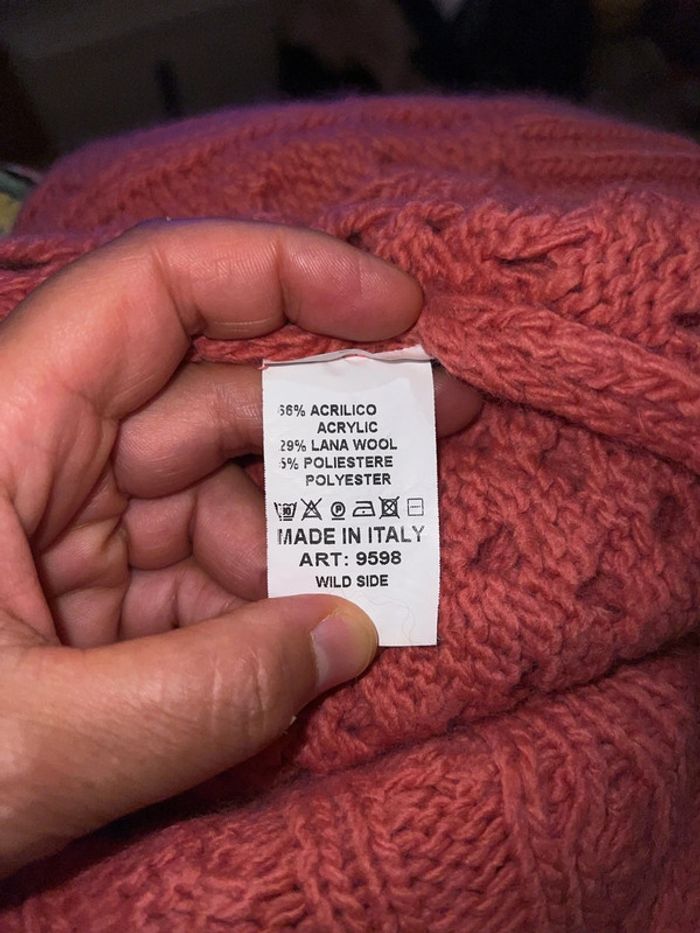 66% ACRILICO
ACRYLIC
29% LANA WOOL
5% POLIESTERE
POLYESTER
MADE IN ITALY
ART: 9598
WILD SIDE